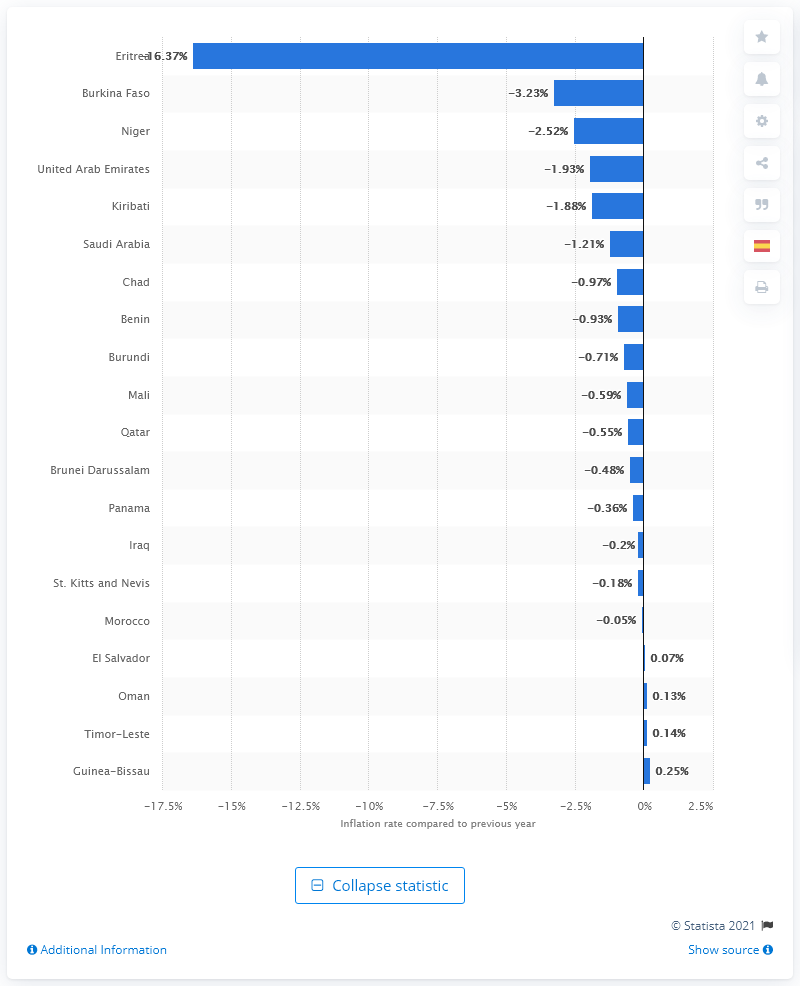 Eritrea -16.37%
Burkina Faso -3.23%
Niger -2.52%
United Arab Emirates -1.93%
Kiribati -1.88%
Saudi Arabia -1.21%
Chad -0.97%
Benin -0.93%
Burundi -0.71%
Mali -0.59%
Qatar -0.55%
Brunei Darussalam -0.48%
Panama -0.36%
Iraq -0.2%
St. Kitts and Nevis -0.18%
Morocco -0.05%
El Salvador 0.07%
Oman 0.13%
Timor-Leste 0.14%
Guinea-Bissau 0.25%
-17.5% -15% -12.5% -10% -7.5% -5% -2.5% 0% 2.5%
Inflation rate compared to previous year
Collapse statistic
© Statista 2021
Additional Information Show source